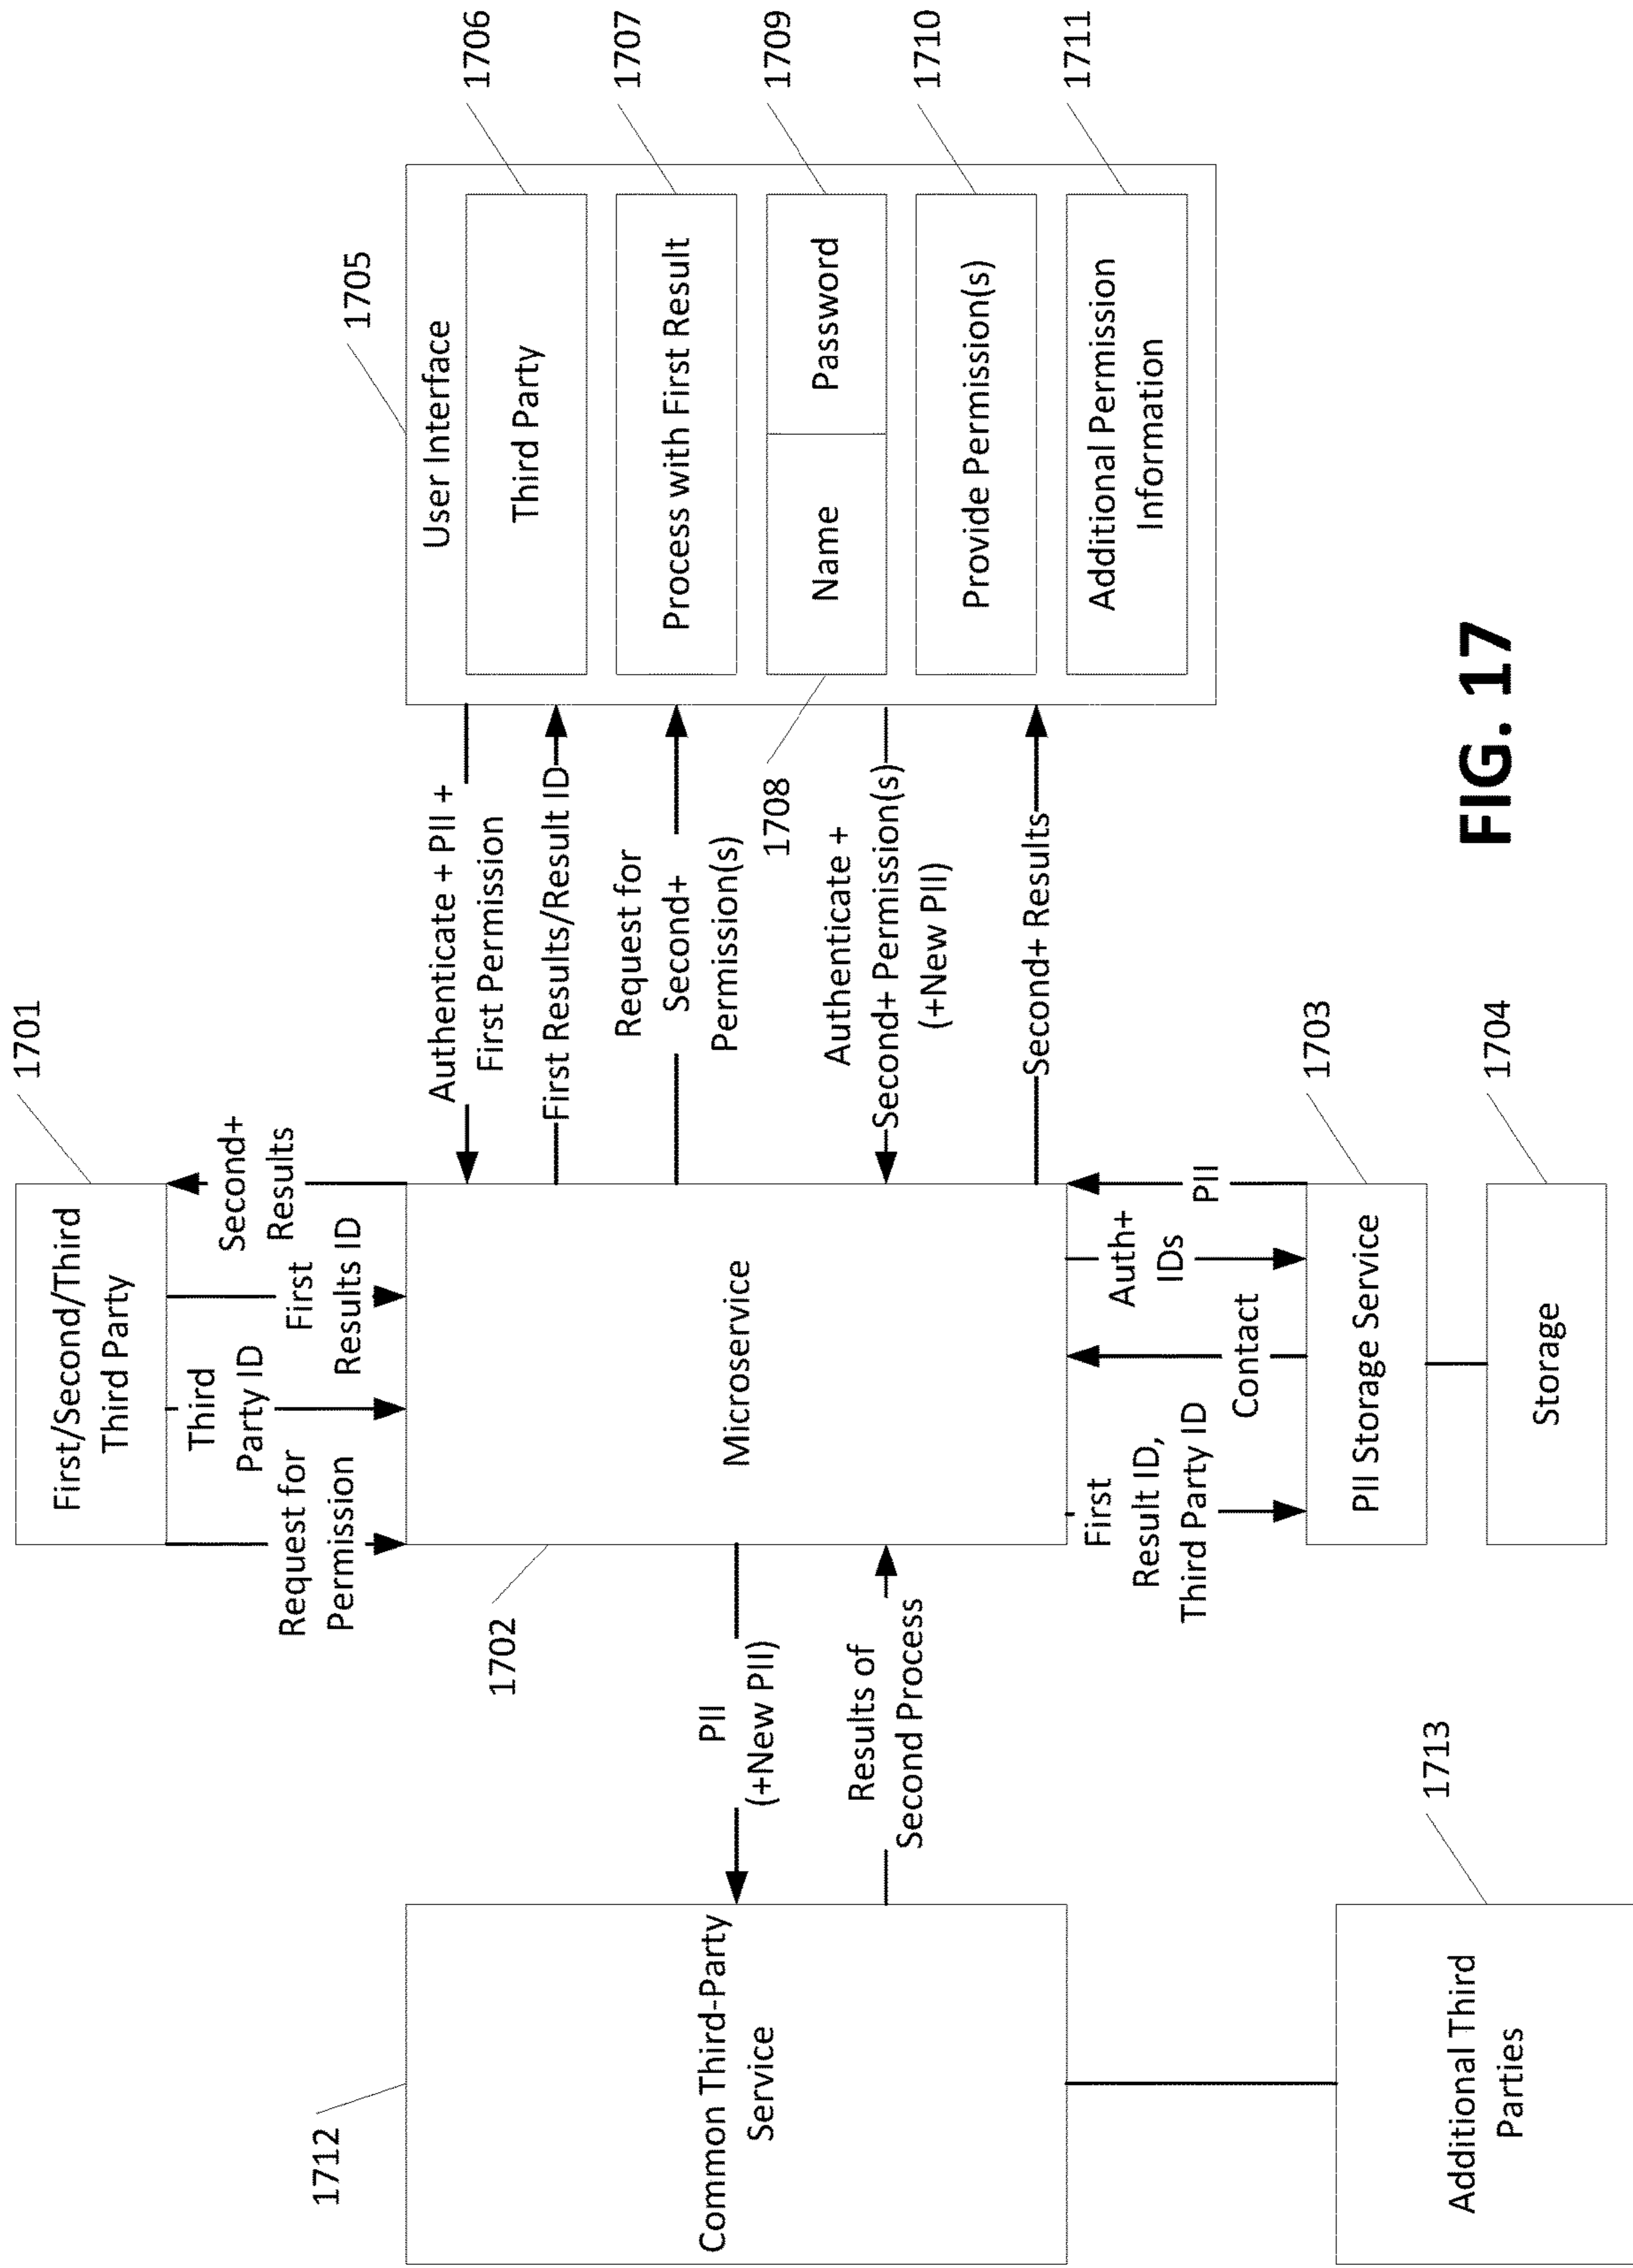 1701
First/Second/Third
Third Party
Request for
Permission
Third
Party ID
First
Results ID
Second+
Results
1702
Microservice
1712
Common Third-Party
Service
PII
(+New PII)
Results of
Second Process
1713
Additional Third
Parties
First
Result ID,
Third Party ID
Contact
Auth+
IDs
PII
1703
PII Storage Service
1704
Storage
Authenticate + PII +
First Permission
First Results/Result ID
Request for
Second+
Permission(s)
Authenticate +
Second+ Permission(s)
(+New PII)
Second+ Results
1705
User Interface
1706
Third Party
1707
Process with First Result
1708
Name
Password
1709
1710
Provide Permission(s)
1711
Additional Permission
Information
FIG. 17